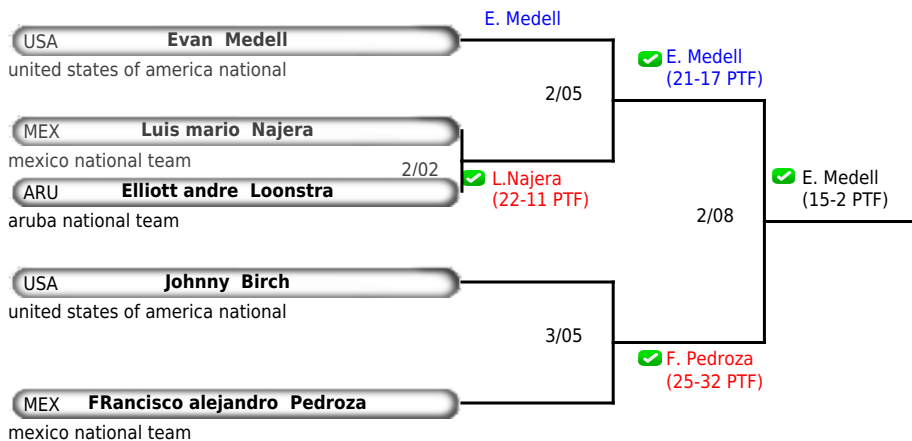 E. Medell
USA Evan Medell
united states of america national
E. Medell
(21-17 PTF)
2/05
MEX Luis mario Najera
mexico national team
2/02
L.Najera
(22-11 PTF)
ARU Elliott andre Loonstra
aruba national team
E. Medell
(15-2 PTF)
2/08
USA Johnny Birch
united states of america national
3/05
F. Pedroza
(25-32 PTF)
MEX FRancisco alejandro Pedroza
mexico national team